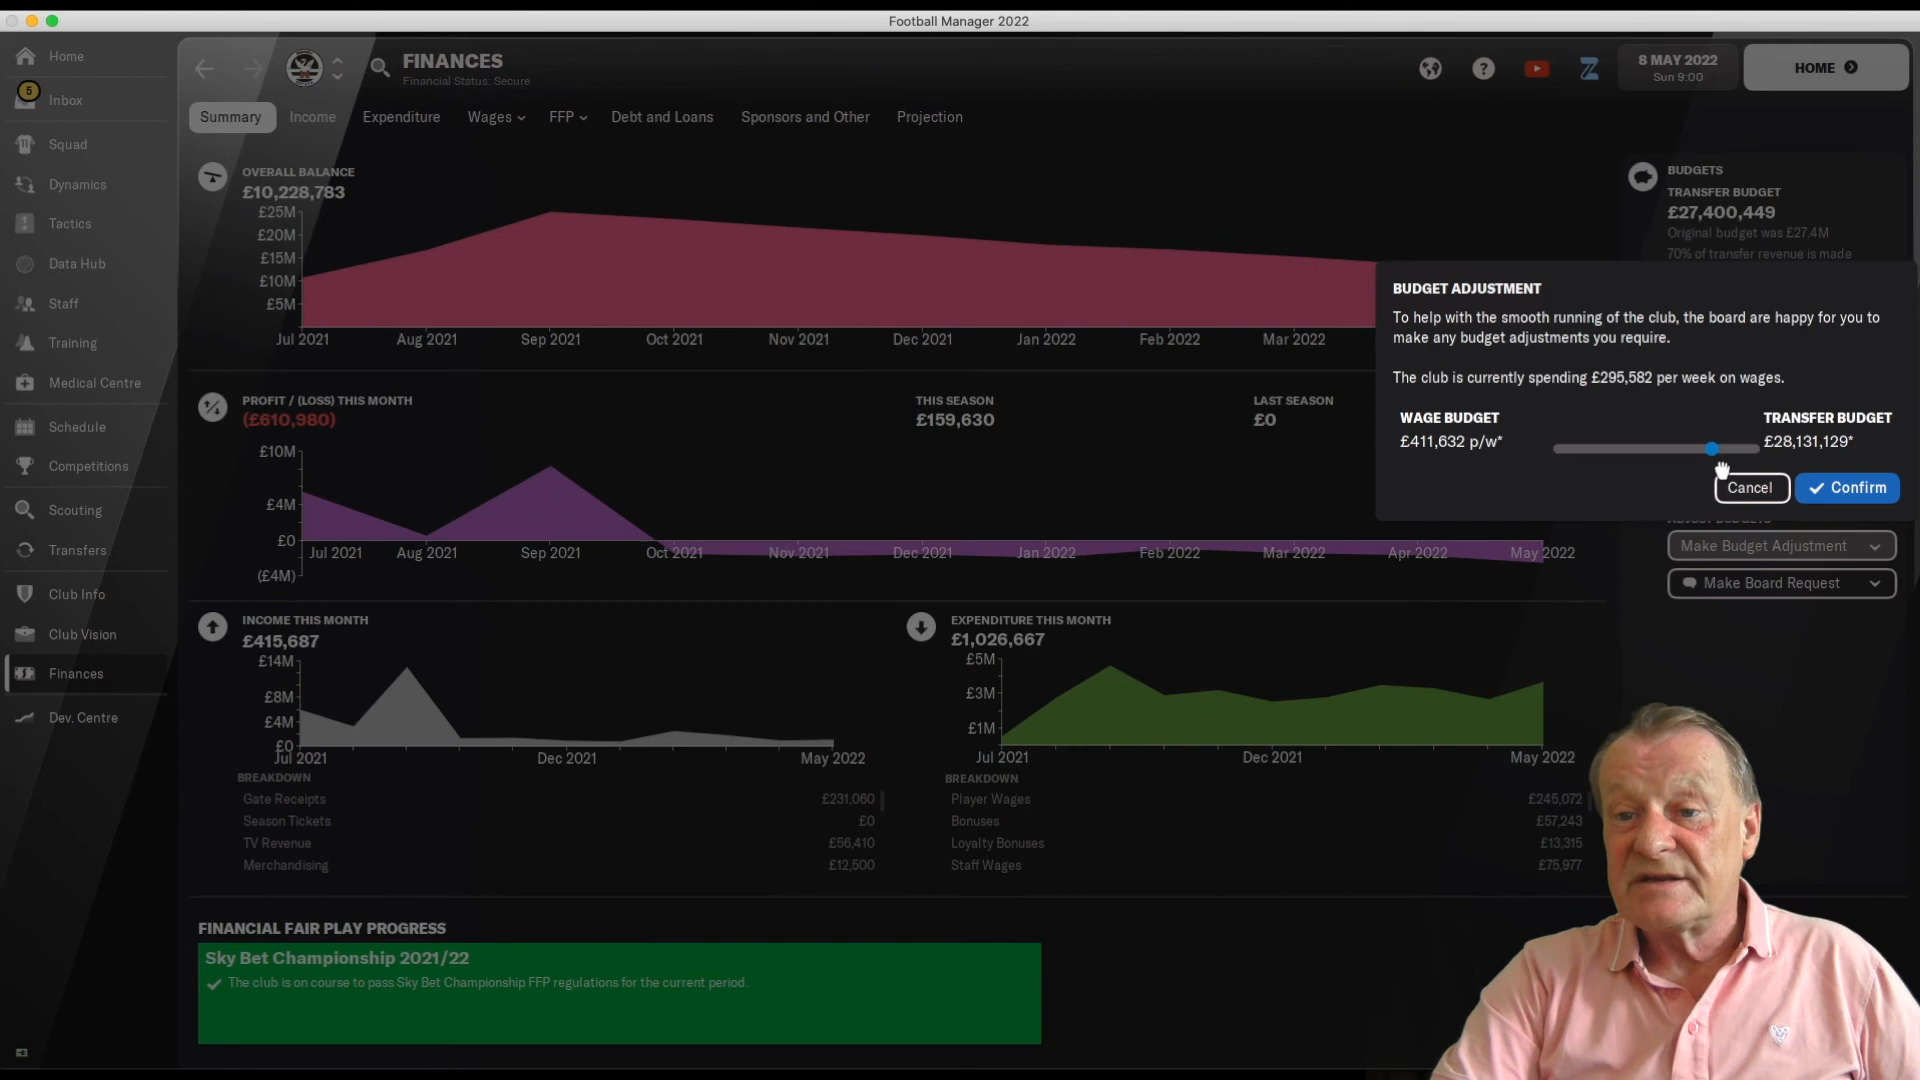 Football Manager 2022
Home
5
Inbox
Squad
Dynamics
Tactics
Data Hub
Staff
Training
Medical Centre
Schedule
Competitions
Scouting
Transfers
Club Info
Club Vision
Finances
Dev. Centre
FINANCES
Financial Status: Secure
8 MAY 2022
Sun 9:00
HOME
Summary
Income
Expenditure
Wages
FFP
Debt and Loans
Sponsors and Other
Projection
OVERALL BALANCE
£10,228,783
£25M
£20M
£15M
£10M
£5M
Jul 2021 Aug 2021 Sep 2021 Oct 2021 Nov 2021 Dec 2021 Jan 2022 Feb 2022 Mar 2022
BUDGETS
TRANSFER BUDGET
£27,400,449
Original budget was £27.4M
70% of transfer revenue is made
BUDGET ADJUSTMENT
To help with the smooth running of the club, the board are happy for you to
make any budget adjustments you require.
The club is currently spending £295,582 per week on wages.
WAGE BUDGET
£411,632 p/w*
TRANSFER BUDGET
£28,131,129*
Cancel
Confirm
Make Budget Adjustment
Make Board Request
PROFIT / (LOSS) THIS MONTH
(£610,980)
THIS SEASON
£159,630
LAST SEASON
£0
£10M
£4M
£0
(£4M)
Jul 2021 Aug 2021 Sep 2021 Oct 2021 Nov 2021 Dec 2021 Jan 2022 Feb 2022 Mar 2022 Apr 2022 May 2022
INCOME THIS MONTH
£415,687
£14M
£8M
£4M
£0
Jul 2021 Dec 2021 May 2022
BREAKDOWN
Gate Receipts £231,060
Season Tickets £0
TV Revenue £56,410
Merchandising £12,500
EXPENDITURE THIS MONTH
£1,026,667
£5M
£3M
£1M
Jul 2021 Dec 2021 May 2022
BREAKDOWN
Player Wages £245,072
Bonuses £57,243
Loyalty Bonuses £13,315
Staff Wages £75,977
FINANCIAL FAIR PLAY PROGRESS
Sky Bet Championship 2021/22
The club is on course to pass Sky Bet Championship FFP regulations for the current period.